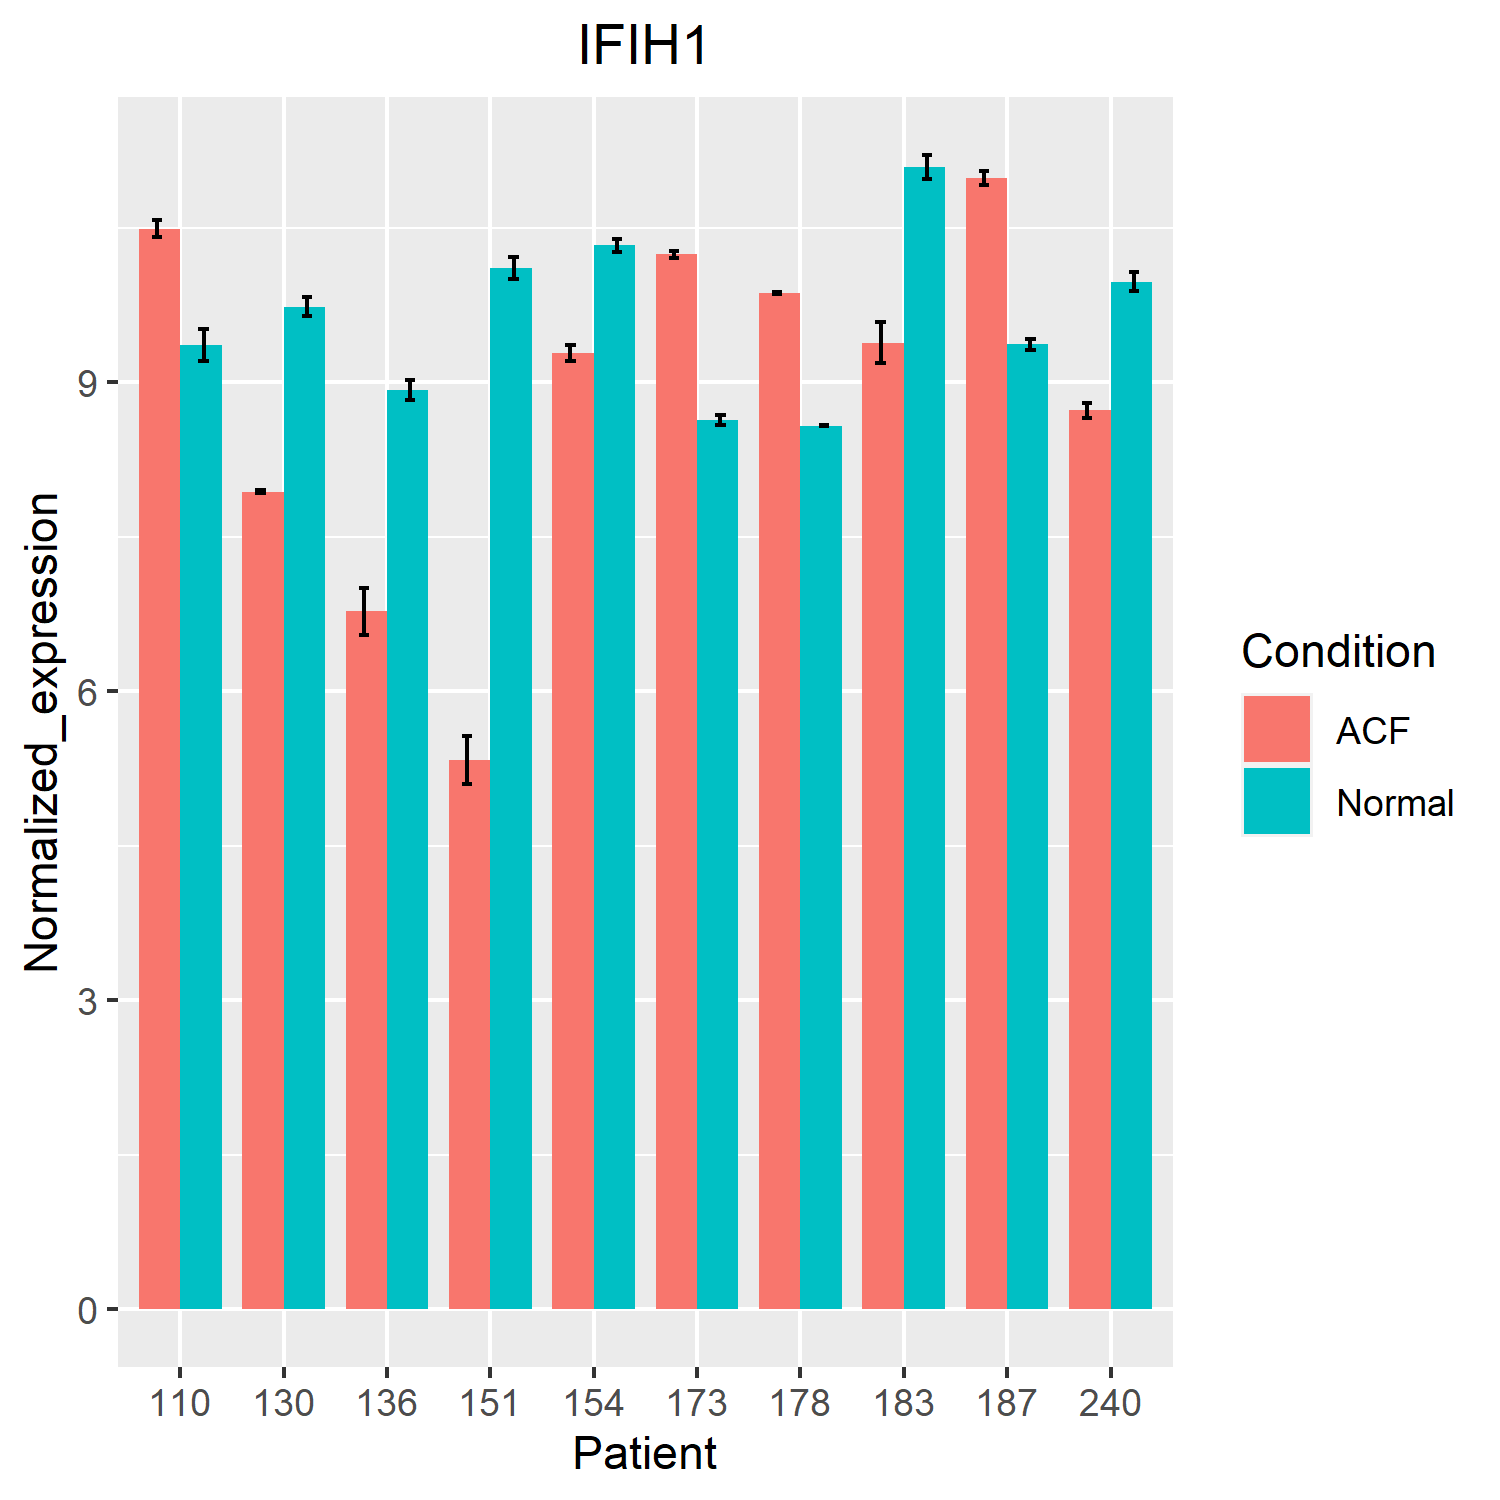 IFIH1
Normalized_expression
9
6
3
0
110 130 136 151 154 173 178 183 187 240
Patient
Condition
ACF
Normal